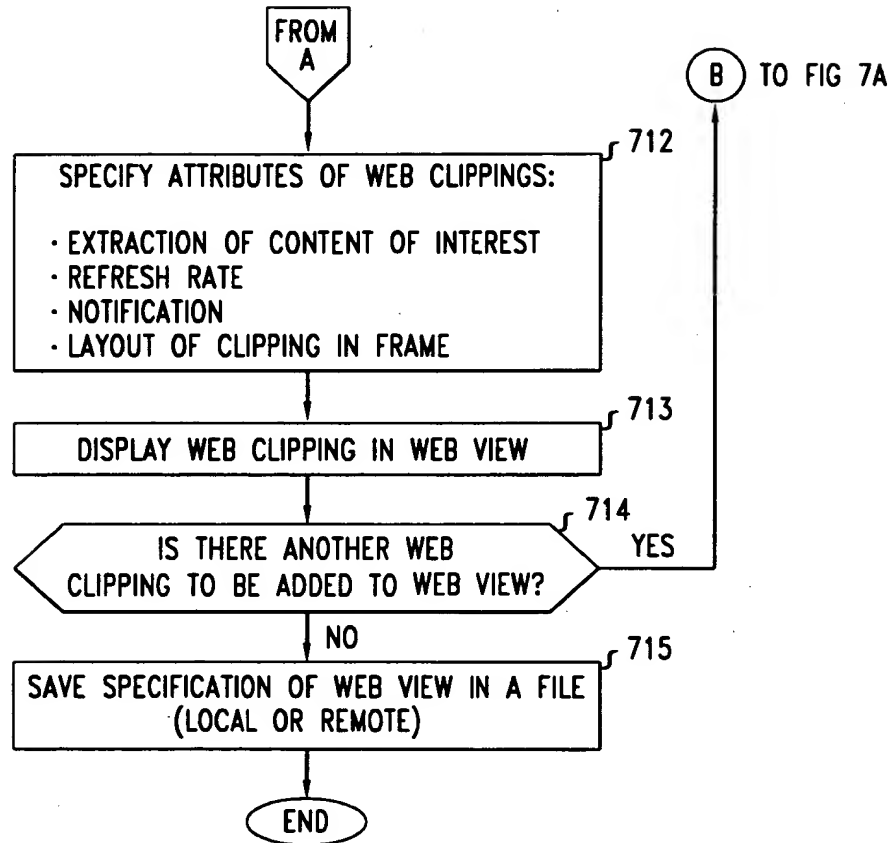 FROM
A
B TO FIG 7A
712
SPECIFY ATTRIBUTES OF WEB CLIPPINGS:
· EXTRACTION OF CONTENT OF INTEREST
· REFRESH RATE
· NOTIFICATION
· LAYOUT OF CLIPPING IN FRAME
713
DISPLAY WEB CLIPPING IN WEB VIEW
714
IS THERE ANOTHER WEB
CLIPPING TO BE ADDED TO WEB VIEW?
YES
NO
715
SAVE SPECIFICATION OF WEB VIEW IN A FILE
(LOCAL OR REMOTE)
END